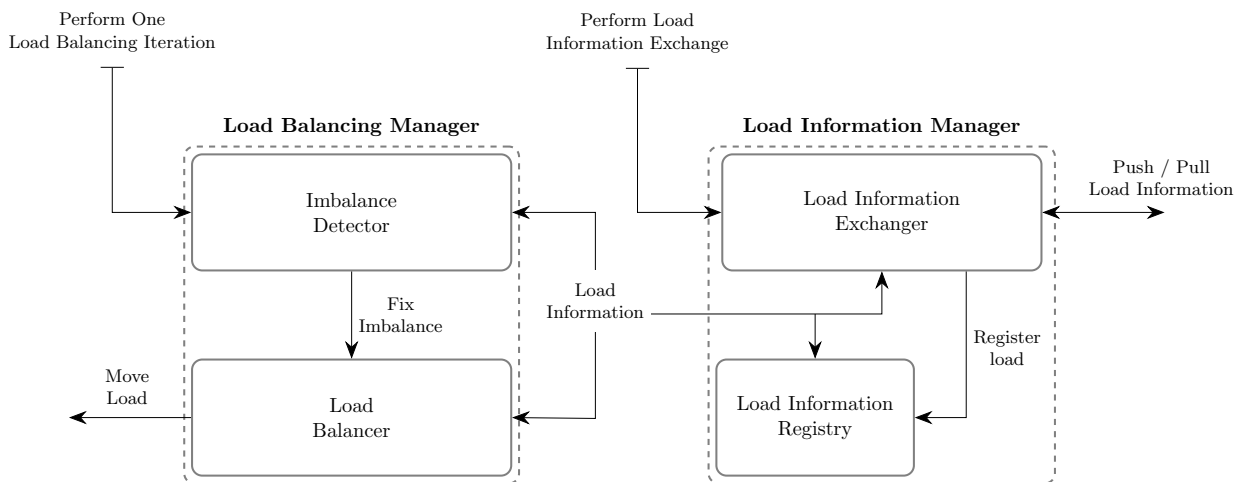 Perform One
Load Balancing Iteration
Perform Load
Information Exchange
Load Balancing Manager
Load Information Manager
Imbalance
Detector
Load Information
Exchanger
Push / Pull
Load Information
Fix
Imbalance
Load
Information
Register
load
Move
Load
Load
Balancer
Load Information
Registry